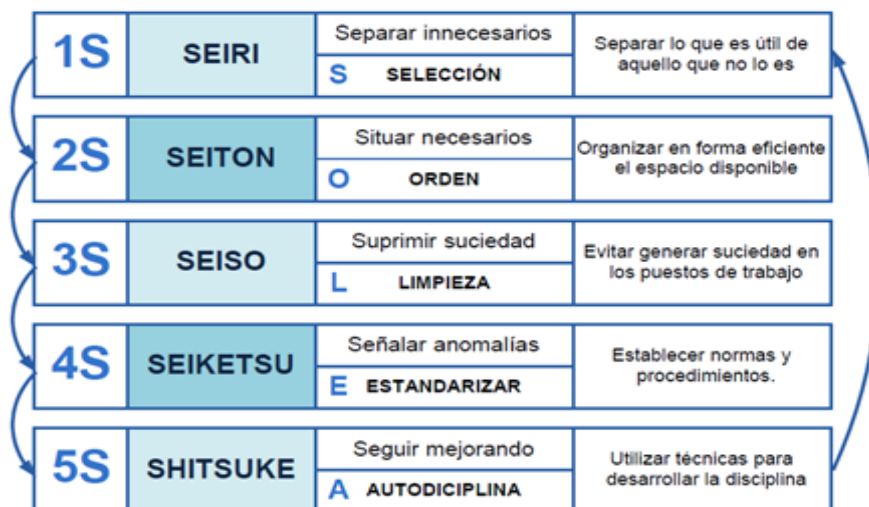 1S
SEIRI
Separar innecesarios
S SELECCIÓN
Separar lo que es útil de
aquello que no lo es
2S
SEITON
Situar necesarios
O ORDEN
Organizar en forma eficiente
el espacio disponible
3S
SEISO
Suprimir suciedad
L LIMPIEZA
Evitar generar suciedad en
los puestos de trabajo
4S
SEIKETSU
Señalar anomalías
E ESTANDARIZAR
Establecer normas y
procedimientos.
5S
SHITSUKE
Seguir mejorando
A AUTODICIPLINA
Utilizar técnicas para
desarrollar la disciplina